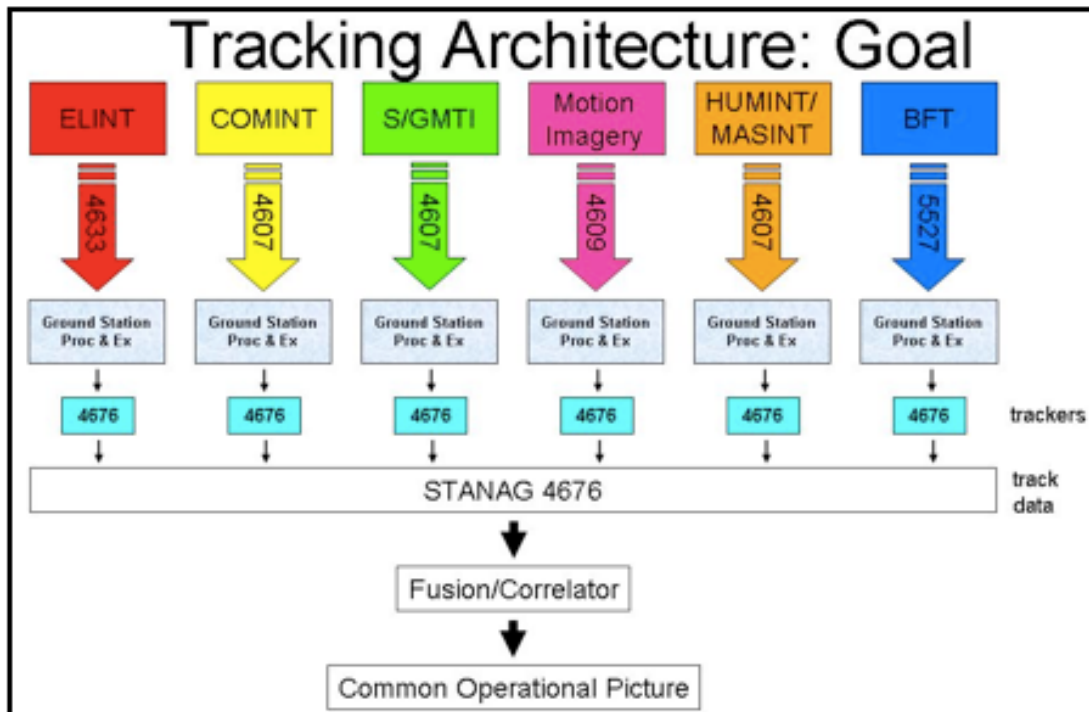 Tracking Architecture: Goal
ELINT
COMINT
S/GMTI
Motion
Imagery
HUMINT/
MASINT
BFT
4633
4607
4607
4609
4607
5527
Ground Station
Proc & Ex
Ground Station
Proc & Ex
Ground Station
Proc & Ex
Ground Station
Proc & Ex
Ground Station
Proc & Ex
Ground Station
Proc & Ex
4676
4676
4676
4676
4676
4676
trackers
STANAG 4676
track
data
Fusion/Correlator
Common Operational Picture